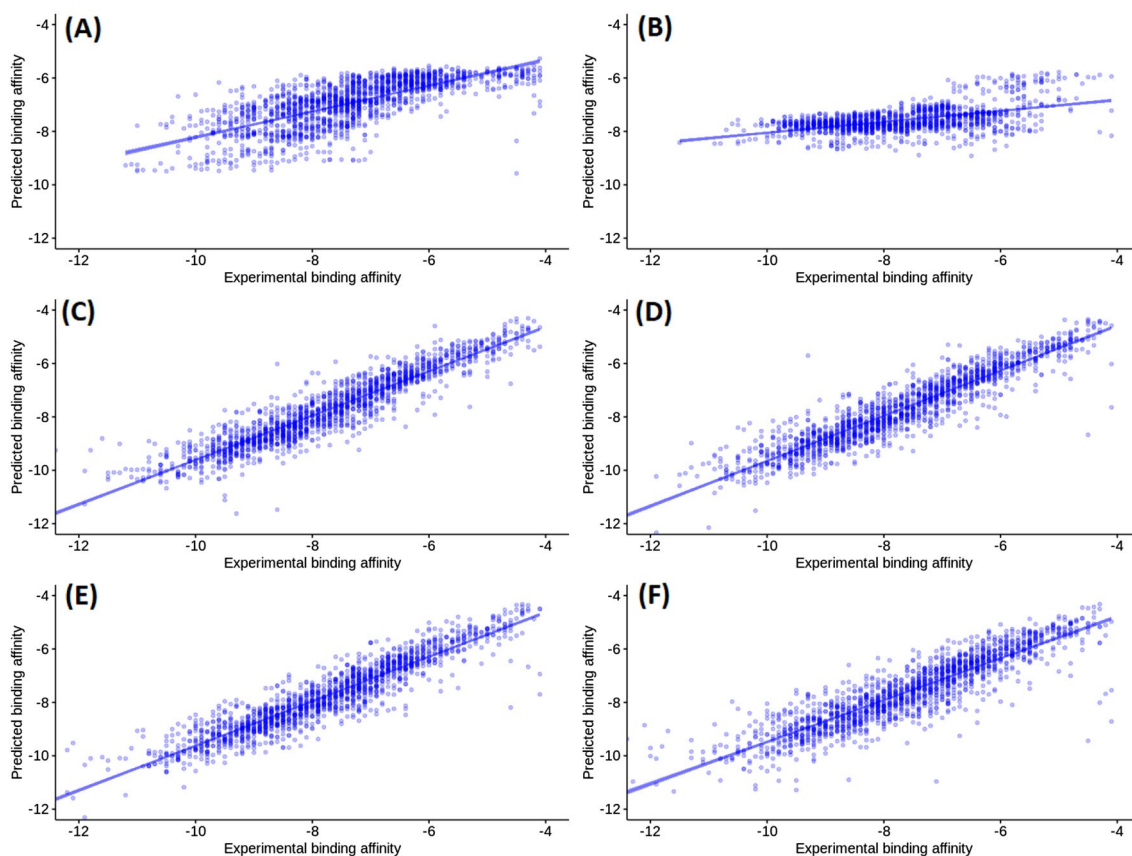 (A)
Predicted binding affinity
-4
-6
-8
-10
-12
-12 -10 -8 -6 -4
Experimental binding affinity
(B)
Predicted binding affinity
-4
-6
-8
-10
-12
-12 -10 -8 -6 -4
Experimental binding affinity
(C)
Predicted binding affinity
-4
-6
-8
-10
-12
-12 -10 -8 -6 -4
Experimental binding affinity
(D)
Predicted binding affinity
-4
-6
-8
-10
-12
-12 -10 -8 -6 -4
Experimental binding affinity
(E)
Predicted binding affinity
-4
-6
-8
-10
-12
-12 -10 -8 -6 -4
Experimental binding affinity
(F)
Predicted binding affinity
-4
-6
-8
-10
-12
-12 -10 -8 -6 -4
Experimental binding affinity